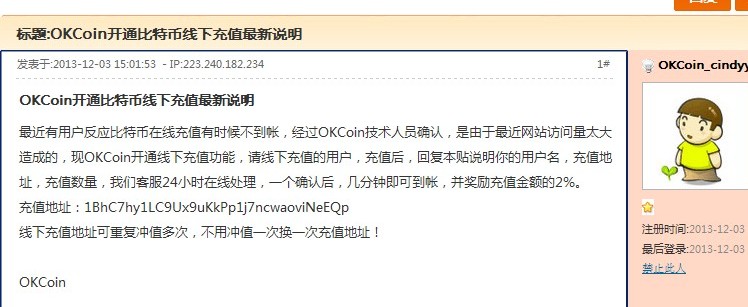 标题:OKCoin开通比特币线下充值最新说明
发表于:2013-12-03 15:01:53 - IP:223.240.182.234
1#
OKCoin开通比特币线下充值最新说明
最近有用户反应比特币在线充值有时候不到帐，经过OKCoin技术人员确认，是由于最近网站访问量太大
造成的，现OKCoin开通线下充值功能，请线下充值的用户，充值后，回复本贴说明你的用户名，充值地
址，充值数量，我们客服24小时在线处理，一个确认后，几分钟即可到帐，并奖励充值金额的2%。
充值地址：1BhC7hy1LC9Ux9uKkPp1j7ncwaoviNeEQp
线下充值地址可重复冲值多次，不用冲值一次换一次充值地址！
OKCoin
OKCoin_cindyy
注册时间:2013-12-03
最后登录:2013-12-03
禁止此人